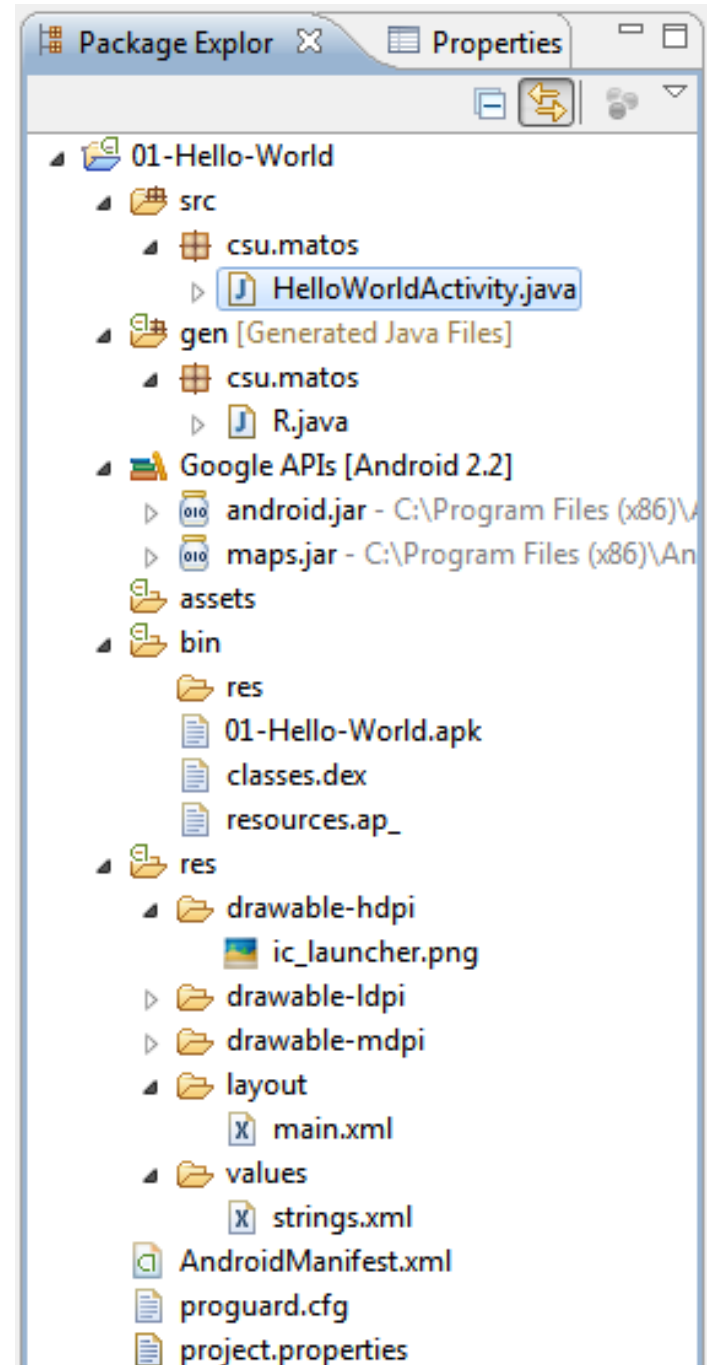 Package Explor Properties
01-Hello-World
src
csu.matos
HelloWorldActivity.java
gen [Generated Java Files]
csu.matos
R.java
Google APIs [Android 2.2]
android.jar - C:\Program Files (x86)\
maps.jar - C:\Program Files (x86)\An
assets
bin
res
01-Hello-World.apk
classes.dex
resources.ap_
res
drawable-hdpi
ic_launcher.png
drawable-ldpi
drawable-mdpi
layout
main.xml
values
strings.xml
AndroidManifest.xml
proguard.cfg
project.properties